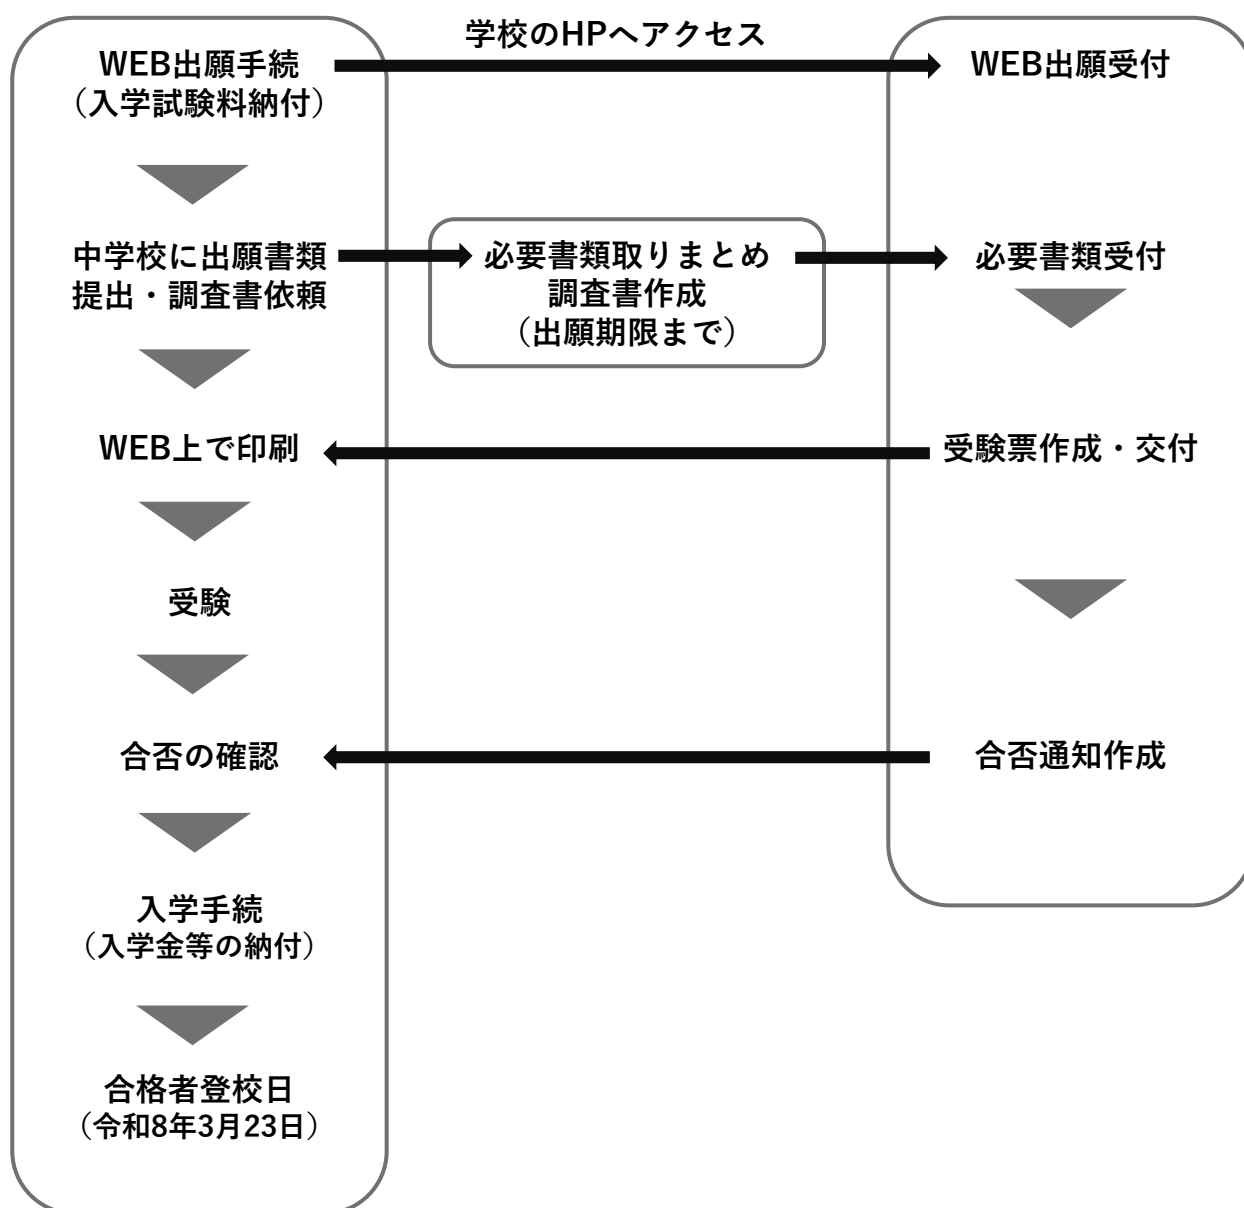 学校のHPへアクセス
WEB出願手続
（入学試験料納付）
WEB出願受付
中学校に出願書類
提出・調査書依頼
必要書類取りまとめ
調査書作成
（出願期限まで）
必要書類受付
WEB上で印刷
受験票作成・交付
受験
合否の確認
合否通知作成
入学手続
（入学金等の納付）
合格者登校日
（令和8年3月23日）